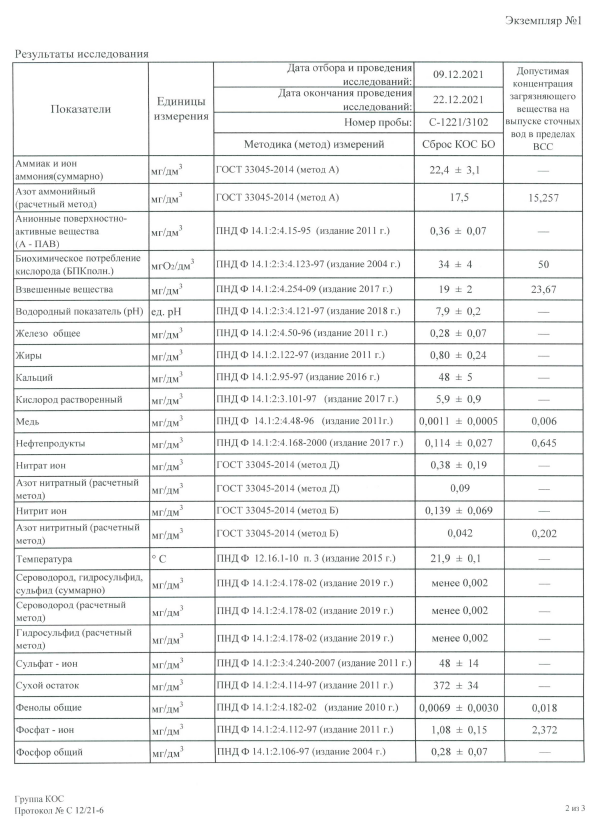 Экземпляр №1
Результаты исследования
Показатели
Единицы измерения
Дата отбора и проведения исследований:
09.12.2021
Допустимая концентрация загрязняющего вещества на выпуске сточных вод в пределах ВСС
Дата окончания проведения исследований:
22.12.2021
Номер пробы:
С-1221/3102
Методика (метод) измерений
Сброс КОС БО
Аммиак и ион аммония(суммарно) мг/дм3 ГОСТ 33045-2014 (метод А) 22,4 ± 3,1 —
Азот аммонийный (расчетный метод) мг/дм3 ГОСТ 33045-2014 (метод А) 17,5 15,257
Анионные поверхностно-активные вещества (А - ПАВ) мг/дм3 ПНД Ф 14.1:2:4.15-95 (издание 2011 г.) 0,36 ± 0,07 —
Биохимическое потребление кислорода (БПКполн.) мгО2/дм3 ПНД Ф 14.1:2:3:4.123-97 (издание 2004 г.) 34 ± 4 50
Взвешенные вещества мг/дм3 ПНД Ф 14.1:2:4.254-09 (издание 2017 г.) 19 ± 2 23,67
Водородный показатель (рН) ед. рН ПНД Ф 14.1:2:3:4.121-97 (издание 2018 г.) 7,9 ± 0,2 —
Железо общее мг/дм3 ПНД Ф 14.1:2:4.50-96 (издание 2011 г.) 0,28 ± 0,07 —
Жиры мг/дм3 ПНД Ф 14.1:2.122-97 (издание 2011 г.) 0,80 ± 0,24 —
Кальций мг/дм3 ПНД Ф 14.1:2.95-97 (издание 2016 г.) 48 ± 5 —
Кислород растворенный мг/дм3 ПНД Ф 14.1:2:3.101-97 (издание 2017 г.) 5,9 ± 0,9 —
Медь мг/дм3 ПНД Ф 14.1:2:4.48-96 (издание 2011г.) 0,0011 ± 0,0005 0,006
Нефтепродукты мг/дм3 ПНД Ф 14.1:2:4.168-2000 (издание 2017 г.) 0,114 ± 0,027 0,645
Нитрат ион мг/дм3 ГОСТ 33045-2014 (метод Д) 0,38 ± 0,19 —
Азот нитратный (расчетный метод) мг/дм3 ГОСТ 33045-2014 (метод Д) 0,09 —
Нитрит ион мг/дм3 ГОСТ 33045-2014 (метод Б) 0,139 ± 0,069 —
Азот нитритный (расчетный метод) мг/дм3 ГОСТ 33045-2014 (метод Б) 0,042 0,202
Температура ° С ПНД Ф 12.16.1-10 п. 3 (издание 2015 г.) 21,9 ± 0,1 —
Сероводород, гидросульфид, судьфид (суммарно) мг/дм3 ПНД Ф 14.1:2:4.178-02 (издание 2019 г.) менее 0,002 —
Сероводород (расчетный метод) мг/дм3 ПНД Ф 14.1:2:4.178-02 (издание 2019 г.) менее 0,002 —
Гидросульфид (расчетный метод) мг/дм3 ПНД Ф 14.1:2:4.178-02 (издание 2019 г.) менее 0,002 —
Сульфат - ион мг/дм3 ПНД Ф 14.1:2:3:4.240-2007 (издание 2011 г.) 48 ± 14 —
Сухой остаток мг/дм3 ПНД Ф 14.1:2:4.114-97 (издание 2011 г.) 372 ± 34 —
Фенолы общие мг/дм3 ПНД Ф 14.1:2:4.182-02 (издание 2010 г.) 0,0069 ± 0,0030 0,018
Фосфат - ион мг/дм3 ПНД Ф 14.1:2:4.112-97 (издание 2011 г.) 1,08 ± 0,15 2,372
Фосфор общий мг/дм3 ПНД Ф 14.1:2.106-97 (издание 2004 г.) 0,28 ± 0,07 —
Группа КОС
Протокол № С 12/21-6
2 из 3